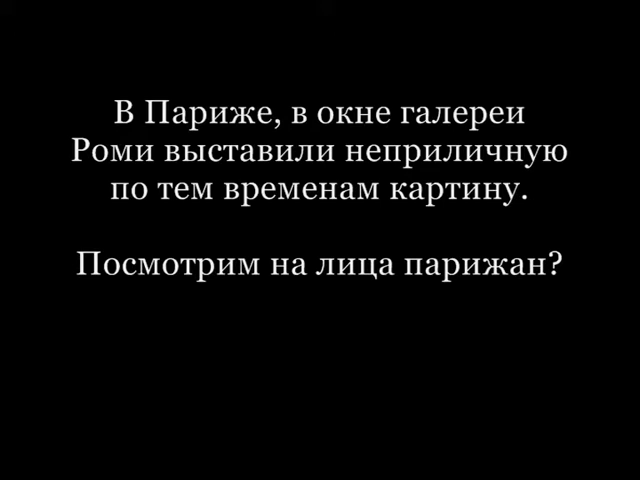 В Париже, в окне галереи
Роми выставили неприличную
по тем временам картину.
Посмотрим на лица парижан?